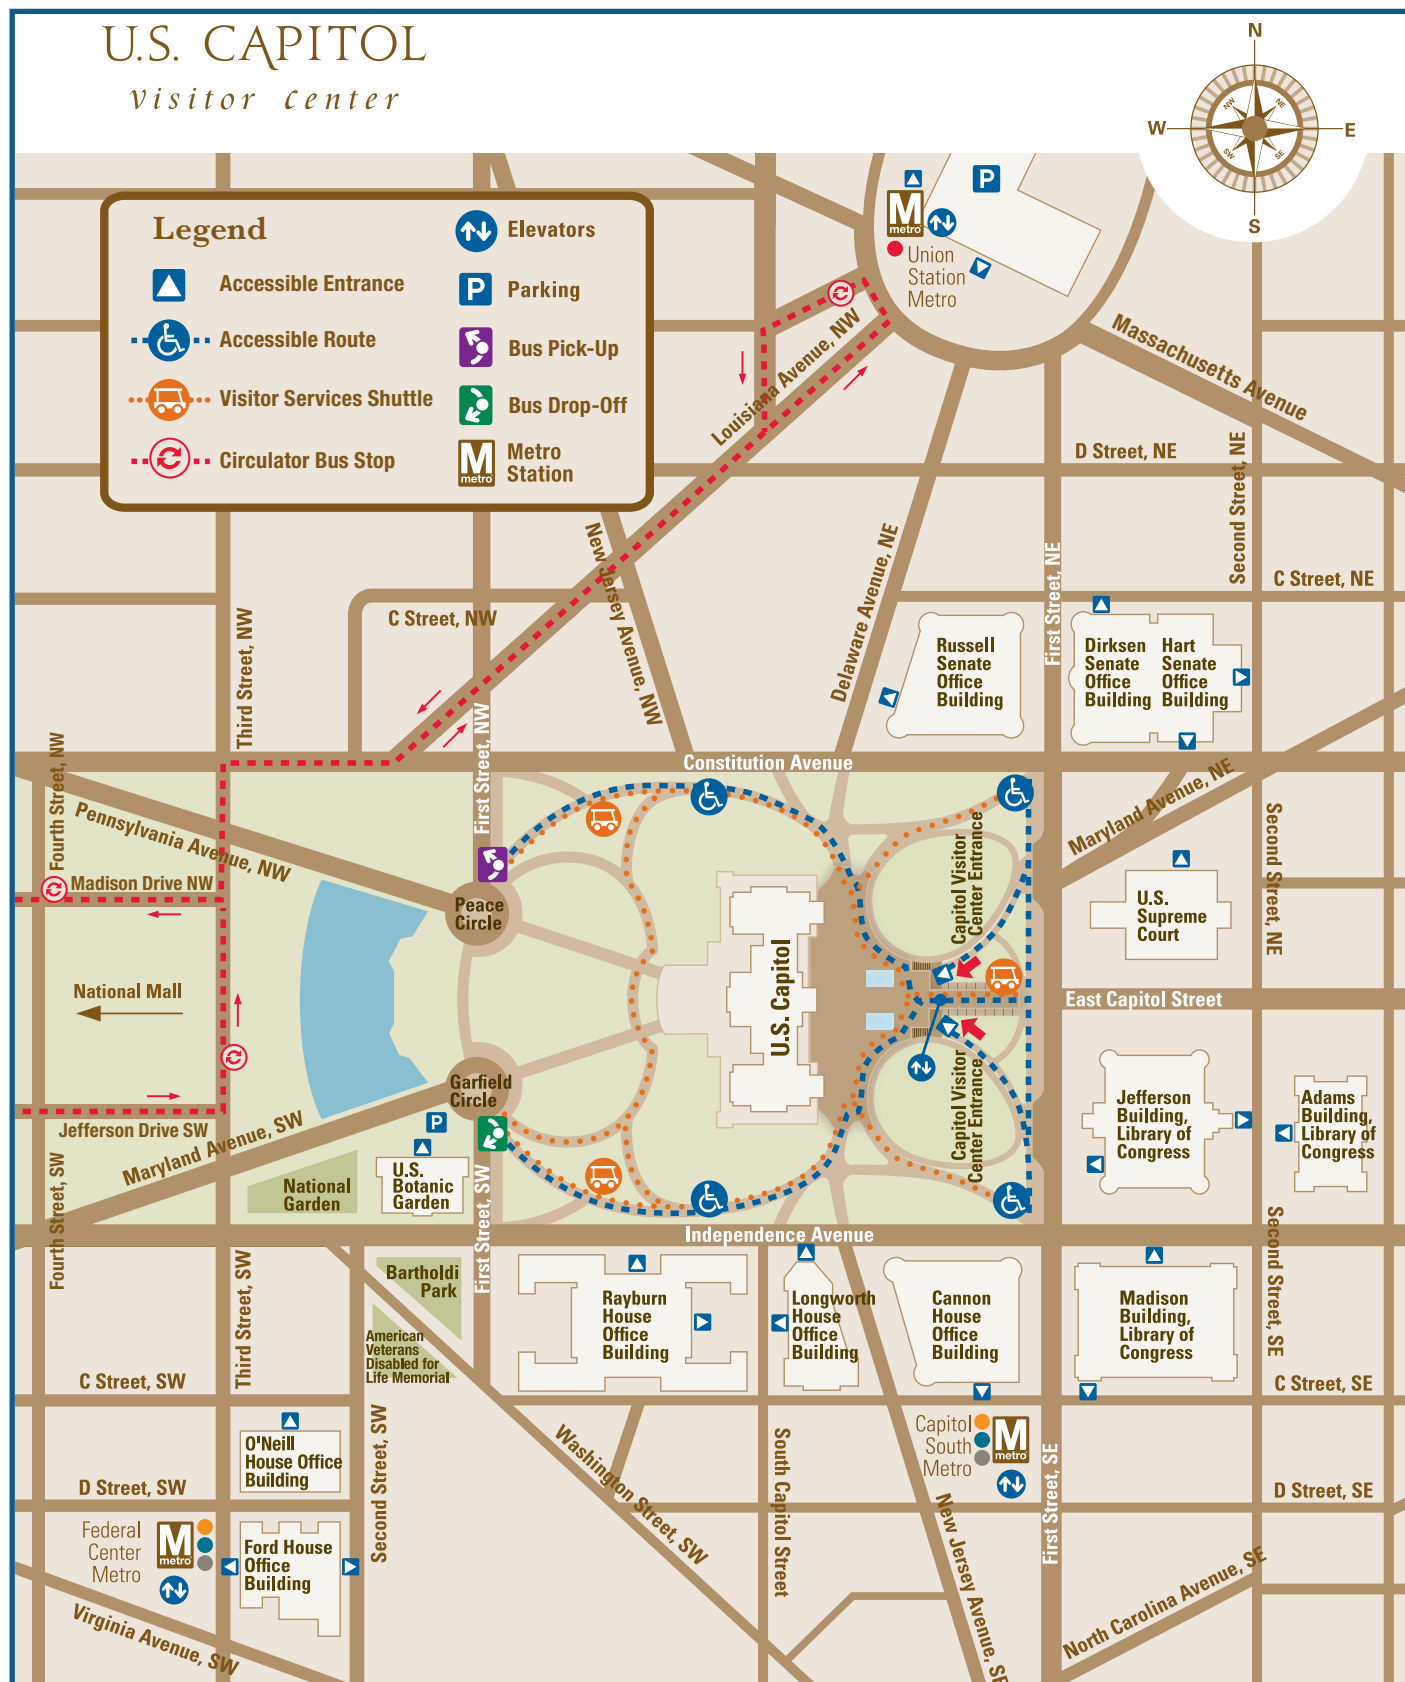 U.S. CAPITOL
Visitor Center
N
NW
NE
W
E
SW
SE
S
Legend
Accessible Entrance
Accessible Route
Visitor Services Shuttle
Circulator Bus Stop
Elevators
P
Parking
Bus Pick-Up
Bus Drop-Off
M
metro
Metro
Station
P
M
metro
Union
Station
Metro
Louisiana Avenue, NW
Massachusetts Avenue
D Street, NE
Second Street, NE
C Street, NE
First Street, NE
Delaware Avenue, NE
New Jersey Avenue, NW
C Street, NW
Third Street, NW
First Street, NW
Fourth Street, NW
Russell
Senate
Office
Building
Dirksen
Senate
Office
Building
Hart
Senate
Office
Building
Constitution Avenue
Pennsylvania Avenue, NW
Madison Drive NW
Maryland Avenue, NE
Second Street, NE
Peace
Circle
Capitol Visitor
Center Entrance
U.S.
Supreme
Court
National Mall
U.S. Capitol
East Capitol Street
Garfield
Circle
P
Capitol Visitor
Center Entrance
Jefferson
Building,
Library of
Congress
Adams
Building,
Library of
Congress
Jefferson Drive SW
Maryland Avenue, SW
Fourth Street, SW
National
Garden
U.S.
Botanic
Garden
First Street, SW
Independence Avenue
Third Street, SW
Bartholdi
Park
American
Veterans
Disabled for
Life Memorial
Rayburn
House
Office
Building
Longworth
House
Office
Building
Cannon
House
Office
Building
Madison
Building,
Library of
Congress
Second Street, SE
C Street, SW
C Street, SE
O'Neill
House Office
Building
Second Street, SW
Washington Street, SW
South Capitol Street
Capitol
South
Metro
M
metro
First Street, SE
D Street, SW
D Street, SE
Federal
Center
Metro
M
metro
Ford House
Office
Building
New Jersey Avenue, SE
North Carolina Avenue, SE
Virginia Avenue, SW